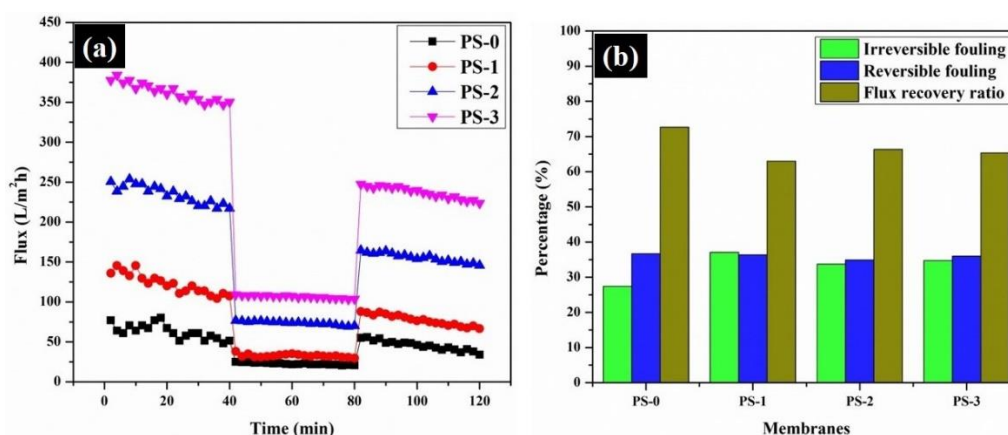 (a)
PS-0
PS-1
PS-2
PS-3
Flux (L/m²h)
450
400
350
300
250
200
150
100
50
0
0 20 40 60 80 100 120
Time (min)
(b)
Irreversible fouling
Reversible fouling
Flux recovery ratio
Percentage (%)
100
90
80
70
60
50
40
30
20
10
0
PS-0 PS-1 PS-2 PS-3
Membranes